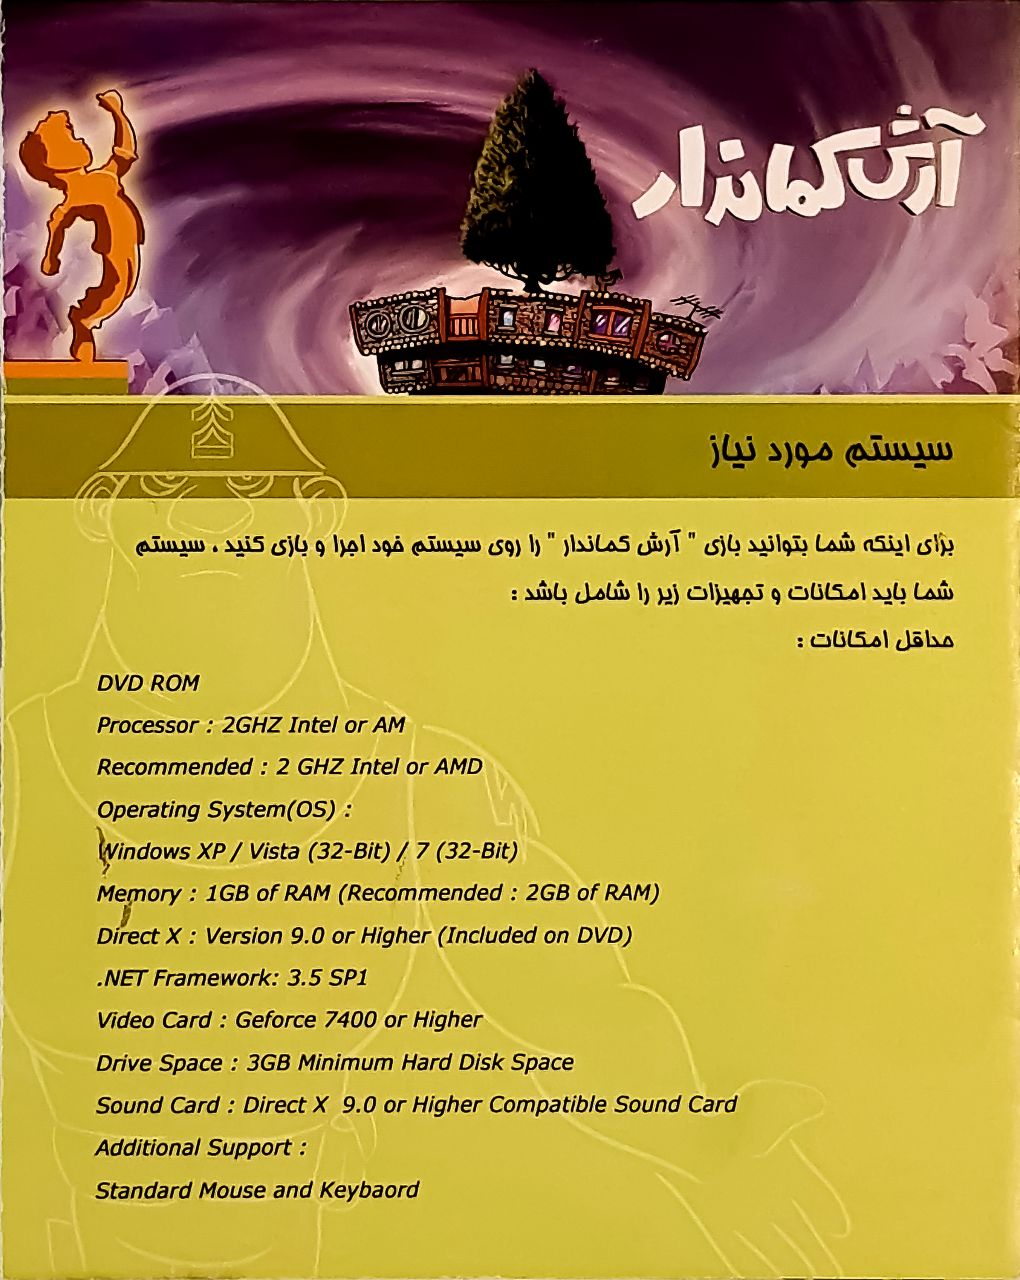 آرش کماندار
سیستم مورد نیاز
برای اینکه شما بتوانید بازی " آرش کماندار " را روی سیستم خود اجرا و بازی کنید ، سیستم
شما باید امکانات و تجهیزات زیر را شامل باشد :
حداقل امکانات :
DVD ROM
Processor : 2GHZ Intel or AM
Recommended : 2 GHZ Intel or AMD
Operating System(OS) :
Windows XP / Vista (32-Bit) / 7 (32-Bit)
Memory : 1GB of RAM (Recommended : 2GB of RAM)
Direct X : Version 9.0 or Higher (Included on DVD)
.NET Framework: 3.5 SP1
Video Card : Geforce 7400 or Higher
Drive Space : 3GB Minimum Hard Disk Space
Sound Card : Direct X 9.0 or Higher Compatible Sound Card
Additional Support :
Standard Mouse and Keybaord